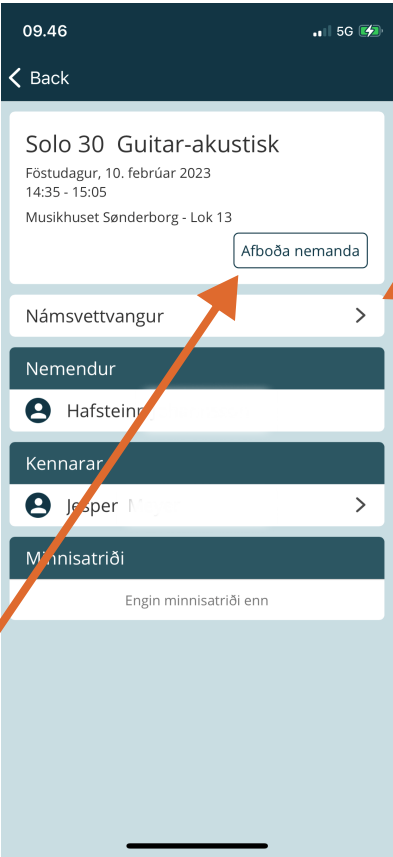 09.46
5G
Back
Solo 30 Guitar-akustisk
Föstudagur, 10. febrúar 2023
14:35 - 15:05
Musikhuset Sønderborg - Lok 13
Afboða nemanda
Námsvettvangur
Nemendur
Hafsteinn
Kennarar
Jesper
Minnisatriði
Engin minnisatriði enn